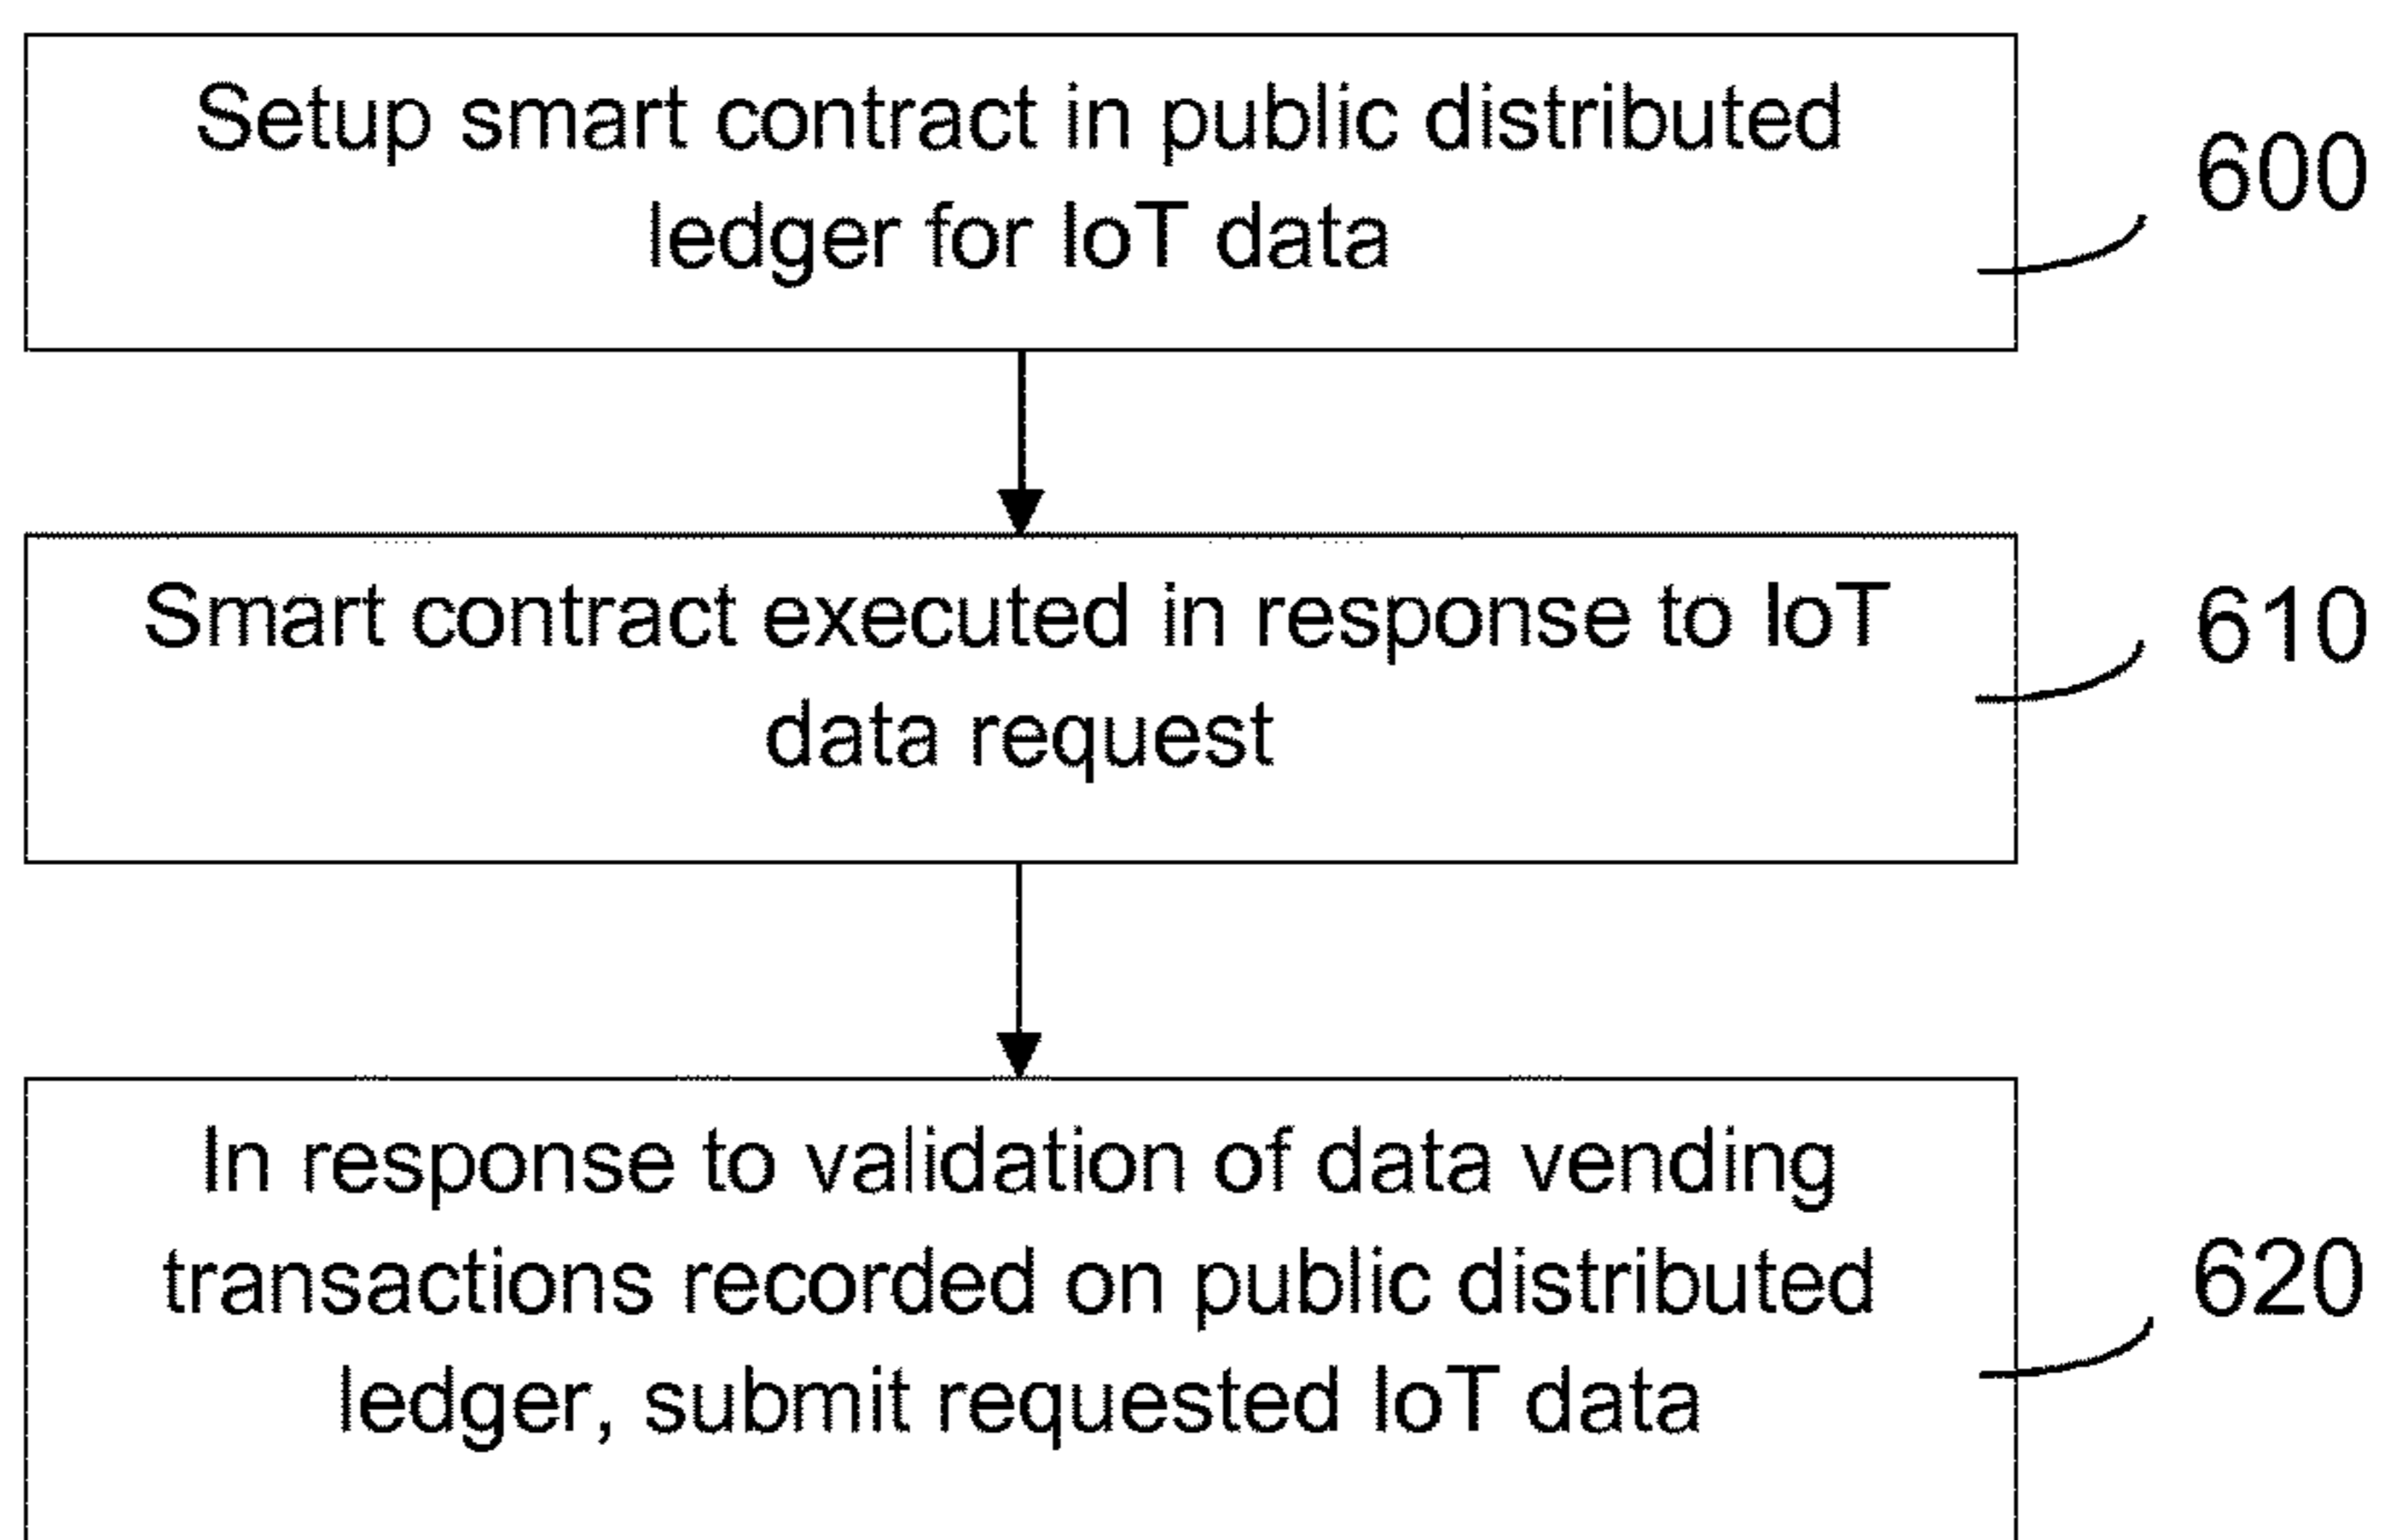 Setup smart contract in public distributed
ledger for IoT data
600
Smart contract executed in response to IoT
data request
610
In response to validation of data vending
transactions recorded on public distributed
ledger, submit requested IoT data
620